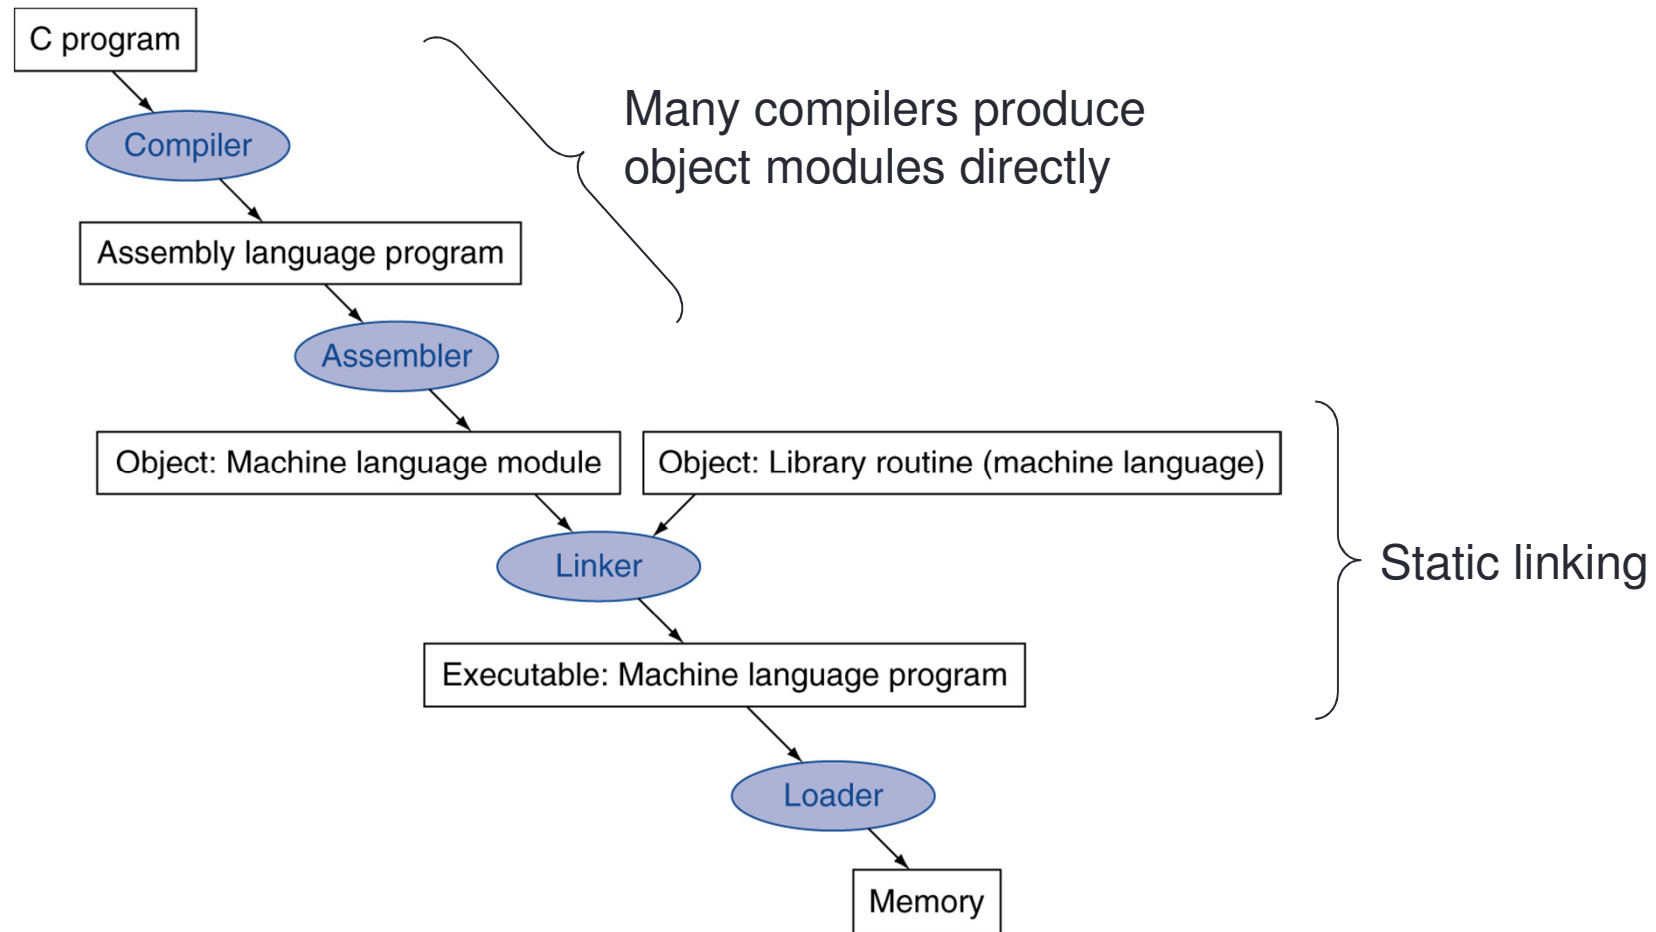 C program
Many compilers produce
object modules directly
Compiler
Assembly language program
Assembler
Object: Machine language module
Object: Library routine (machine language)
Linker
Static linking
Executable: Machine language program
Loader
Memory